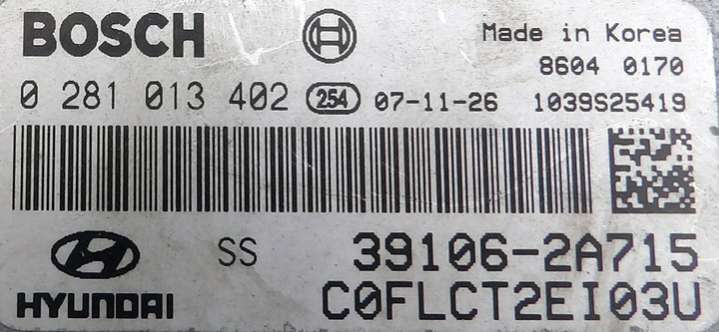 BOSCH
Made in Korea
8604 0170
0 281 013 402 254 07-11-26 1039S25419
SS 39106-2A715
HYUNDAI C0FLCT2EI03U